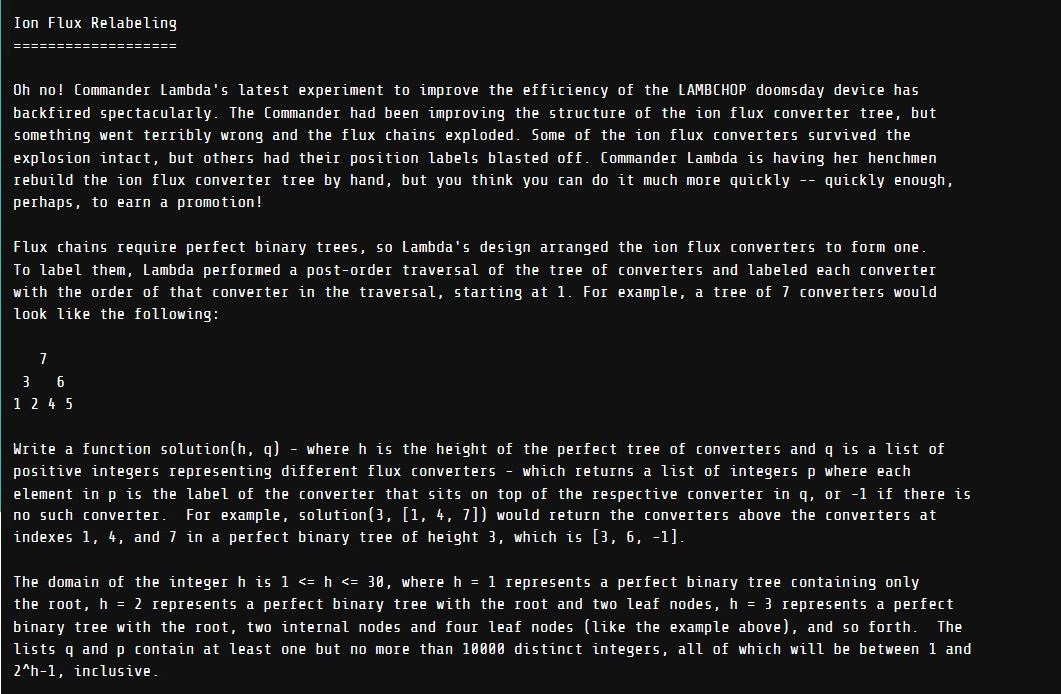 Ion Flux Relabeling
===================
Oh no! Commander Lambda's latest experiment to improve the efficiency of the LAMBCHOP doomsday device has
backfired spectacularly. The Commander had been improving the structure of the ion flux converter tree, but
something went terribly wrong and the flux chains exploded. Some of the ion flux converters survived the
explosion intact, but others had their position labels blasted off. Commander Lambda is having her henchmen
rebuild the ion flux converter tree by hand, but you think you can do it much more quickly -- quickly enough,
perhaps, to earn a promotion!
Flux chains require perfect binary trees, so Lambda's design arranged the ion flux converters to form one.
To label them, Lambda performed a post-order traversal of the tree of converters and labeled each converter
with the order of that converter in the traversal, starting at 1. For example, a tree of 7 converters would
look like the following:
7
3 6
1 2 4 5
Write a function solution(h, q) - where h is the height of the perfect tree of converters and q is a list of
positive integers representing different flux converters - which returns a list of integers p where each
element in p is the label of the converter that sits on top of the respective converter in q, or -1 if there is
no such converter. For example, solution(3, [1, 4, 7]) would return the converters above the converters at
indexes 1, 4, and 7 in a perfect binary tree of height 3, which is [3, 6, -1].
The domain of the integer h is 1 <= h <= 30, where h = 1 represents a perfect binary tree containing only
the root, h = 2 represents a perfect binary tree with the root and two leaf nodes, h = 3 represents a perfect
binary tree with the root, two internal nodes and four leaf nodes (like the example above), and so forth. The
lists q and p contain at least one but no more than 10000 distinct integers, all of which will be between 1 and
2^h-1, inclusive.